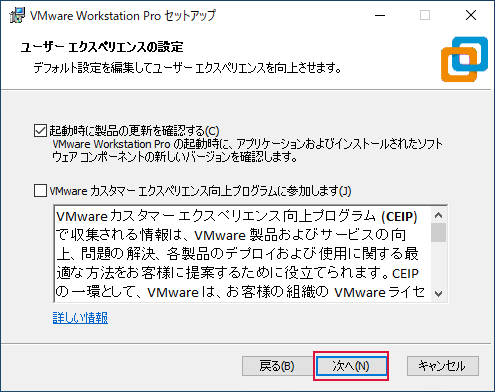 VMware Workstation Pro セットアップ
ユーザー エクスペリエンスの設定
デフォルト設定を編集してユーザー エクスペリエンスを向上させます。
起動時に製品の更新を確認する(C)
VMware Workstation Pro の起動時に、アプリケーションおよびインストールされたソフト
ウェア コンポーネントの新しいバージョンを確認します。
VMware カスタマー エクスペリエンス向上プログラムに参加します(J)
VMware カスタマー エクスペリエンス向上プログラム (CEIP)
で収集される情報は、VMware 製品およびサービスの向
上、問題の解決、各製品のデプロイおよび使用に関する最
適な方法をお客様に提案するために役立てられます。CEIP
の一環として、VMware は、お客様の組織の VMware ライセ
詳しい情報
戻る(B)
次へ(N)
キャンセル